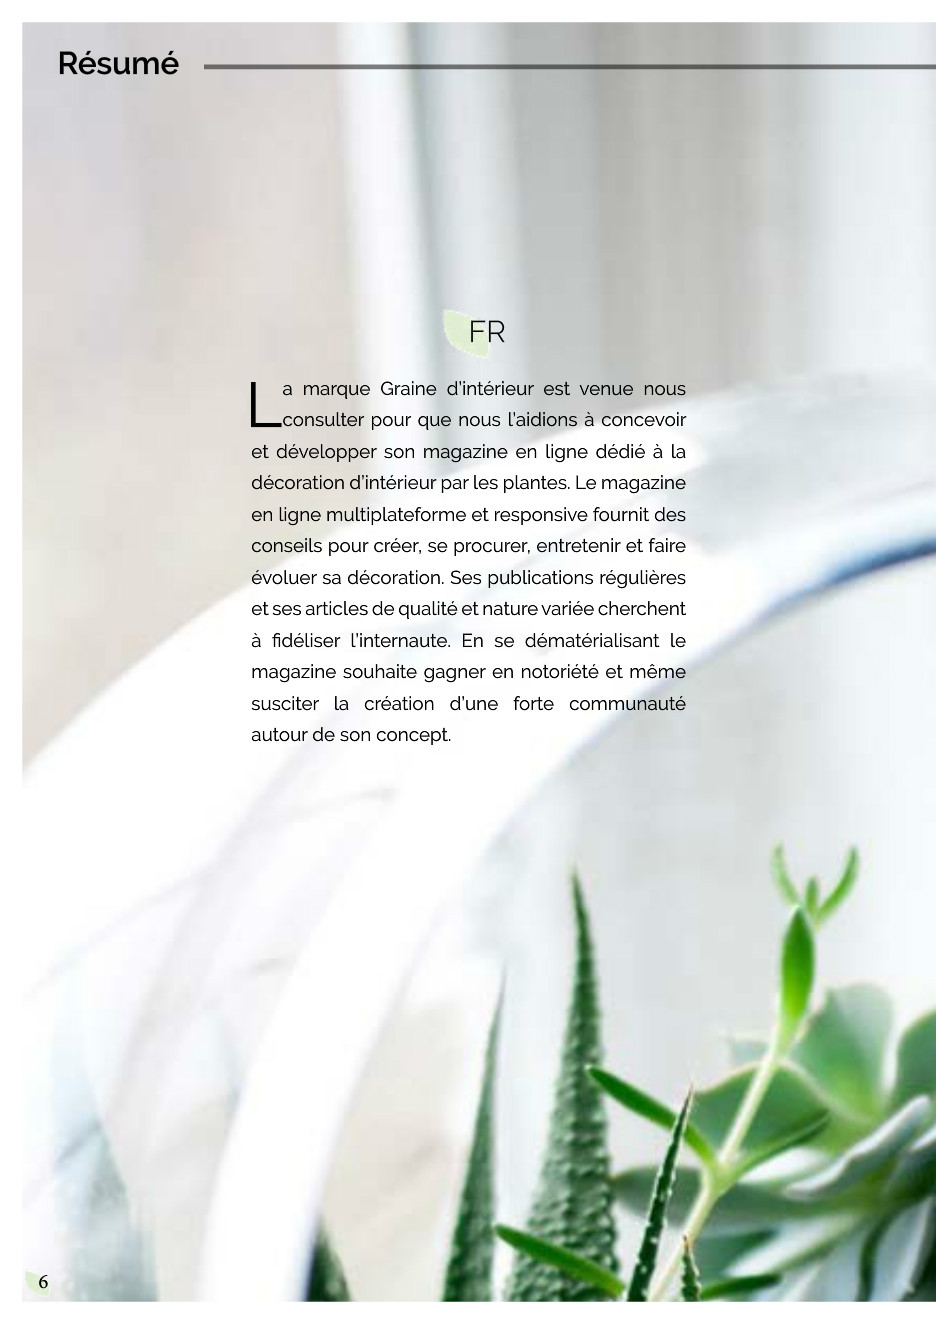 Résumé
FR
La marque Graine d'intérieur est venue nous
consulter pour que nous l'aidions à concevoir
et développer son magazine en ligne dédié à la
décoration d'intérieur par les plantes. Le magazine
en ligne multiplateforme et responsive fournit des
conseils pour créer, se procurer, entretenir et faire
évoluer sa décoration. Ses publications régulières
et ses articles de qualité et nature variée cherchent
à fidéliser l'internaute. En se dématérialisant le
magazine souhaite gagner en notoriété et même
susciter la création d'une forte communauté
autour de son concept.
6